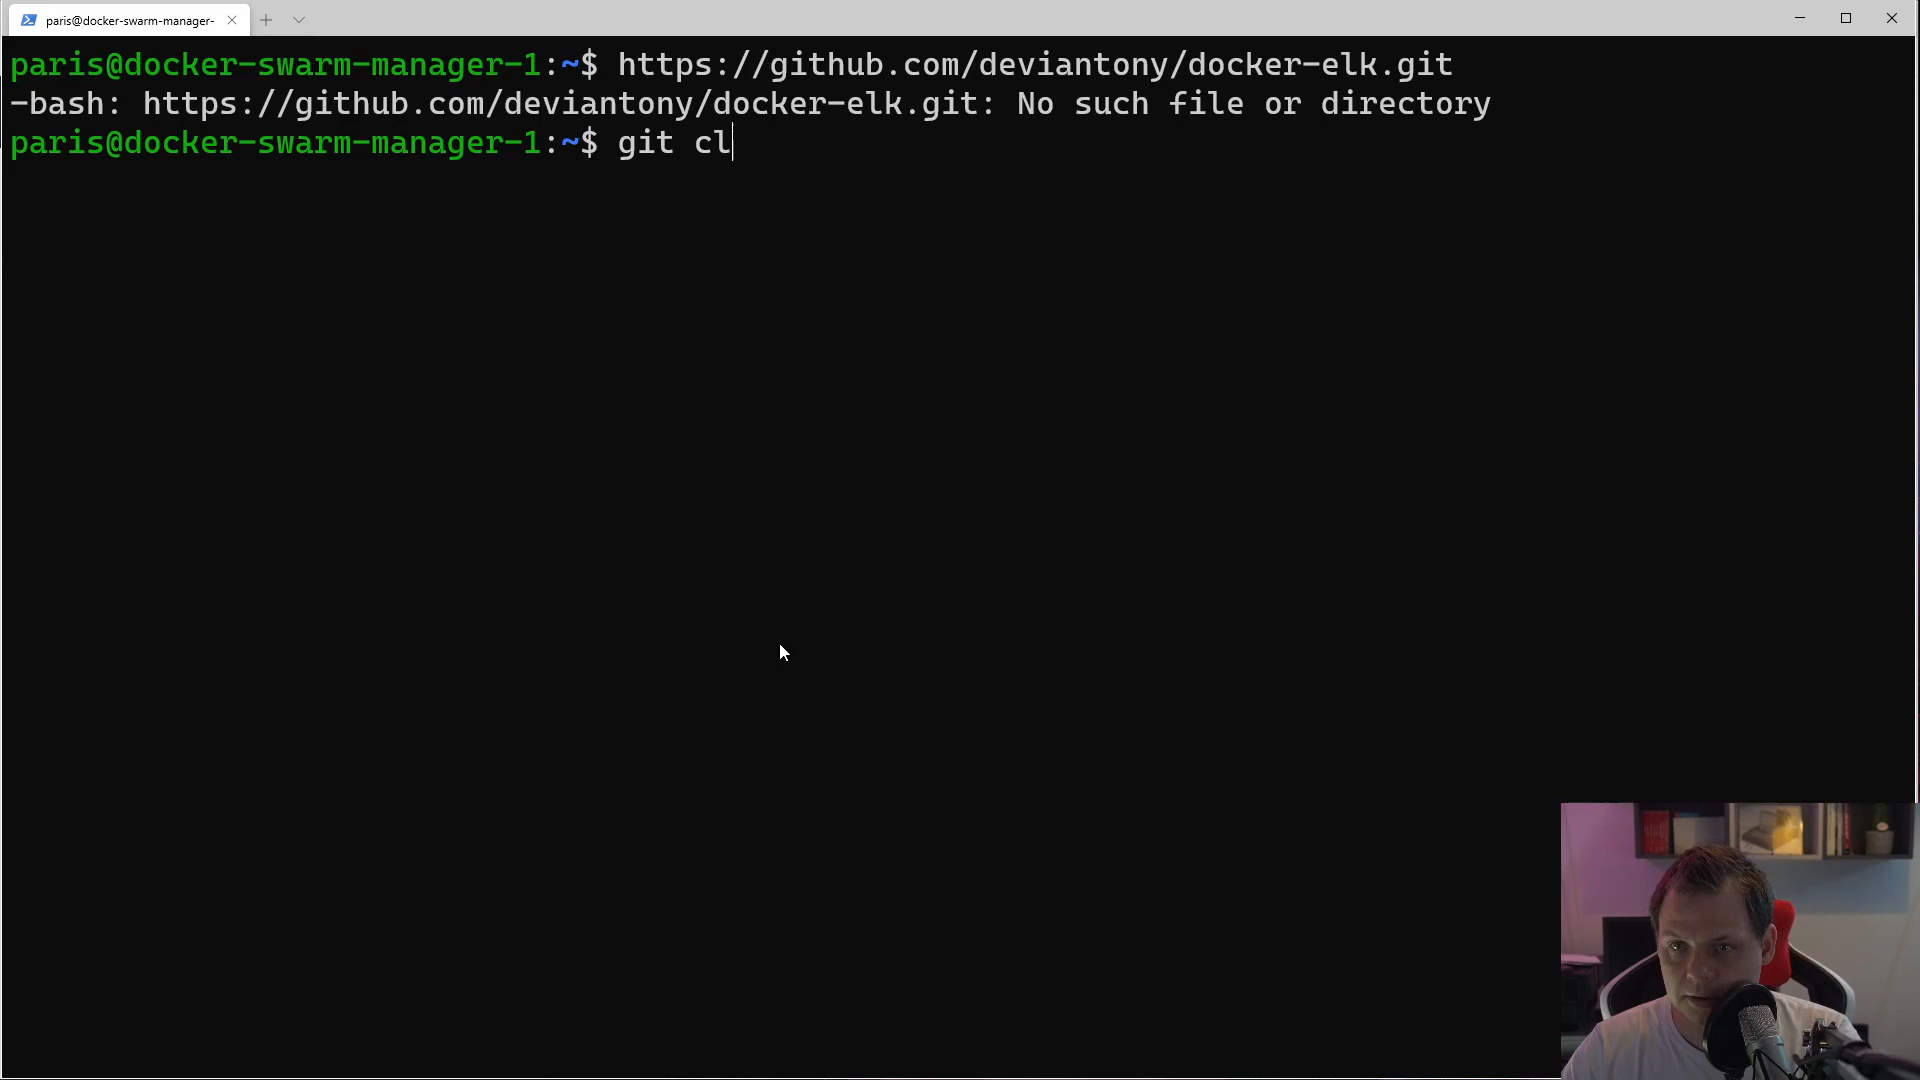 paris@docker-swarm-manager-
paris@docker-swarm-manager-1:~$ https://github.com/deviantony/docker-elk.git
-bash: https://github.com/deviantony/docker-elk.git: No such file or directory
paris@docker-swarm-manager-1:~$ git cl